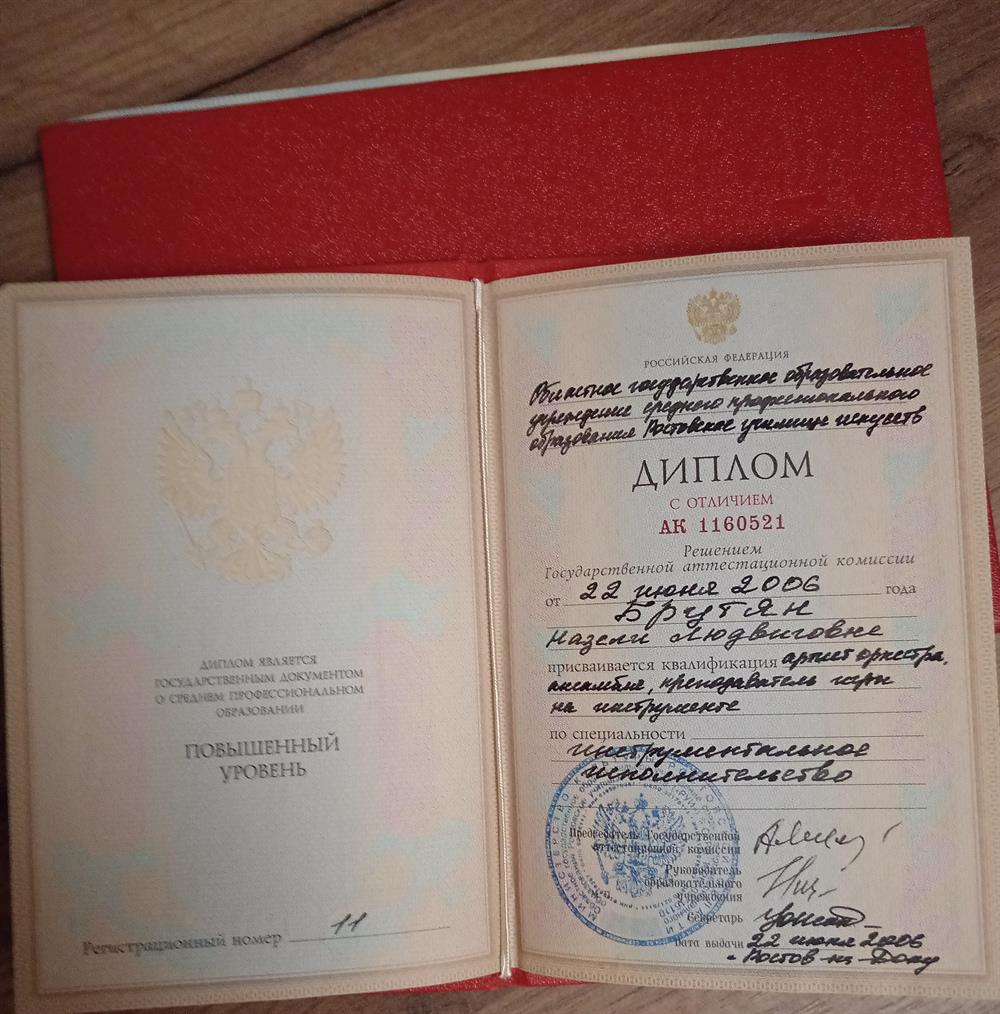 ДИПЛОМ ЯВЛЯЕТСЯ
ГОСУДАРСТВЕННЫМ ДОКУМЕНТОМ
О СРЕДНЕМ ПРОФЕССИОНАЛЬНОМ
ОБРАЗОВАНИИ
ПОВЫШЕННЫЙ
УРОВЕНЬ
Регистрационный номер 11
РОССИЙСКАЯ ФЕДЕРАЦИЯ
Областное государственное образовательное
учреждение среднего профессионального
образования Ростовское училище искусств
ДИПЛОМ
С ОТЛИЧИЕМ
АК 1160521
Решением
Государственной аттестационной комиссии
от 22 июня 2006 года
Брутян
Назели Людвиговне
присваивается квалификация артист оркестра,
ансамбля, преподаватель игры
на инструменте
по специальности
инструментальное
исполнительство
Председатель Государственной
аттестационной комиссии
Руководитель
образовательного
учреждения
Секретарь
Дата выдачи 22 июня 2006
г. Ростов-на-Дону